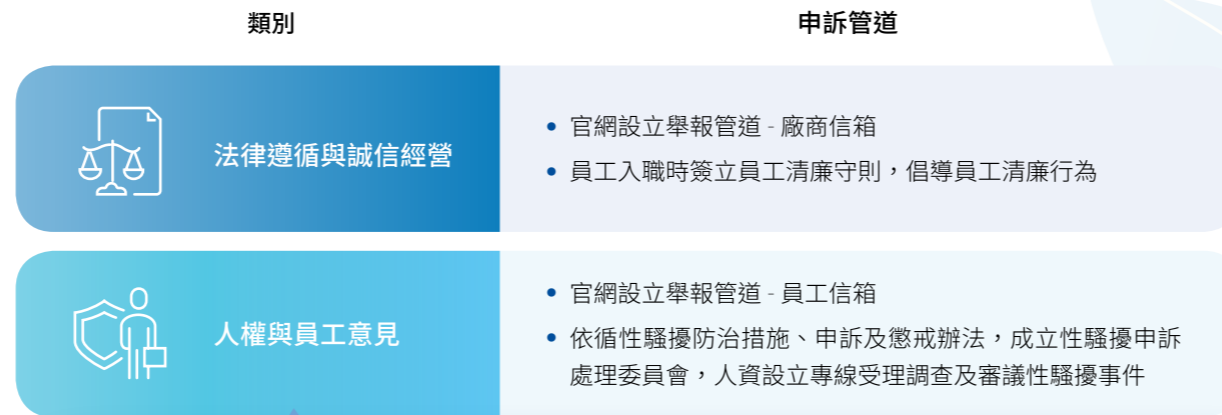 類別
申訴管道
法律遵循與誠信經營
• 官網設立舉報管道 - 廠商信箱
• 員工入職時簽立員工清廉守則，倡導員工清廉行為
人權與員工意見
• 官網設立舉報管道 - 員工信箱
• 依循性騷擾防治措施、申訴及懲戒辦法，成立性騷擾申訴
處理委員會，人資設立專線受理調查及審議性騷擾事件